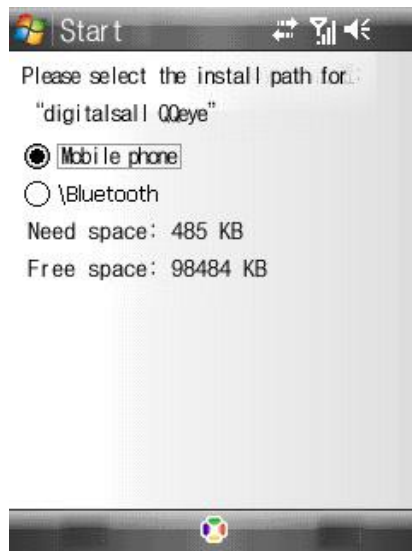 Start
Please select the install path for:
“digitalsall QQeye”
Mobile phone
\Bluetooth
Need space: 485 KB
Free space: 98484 KB